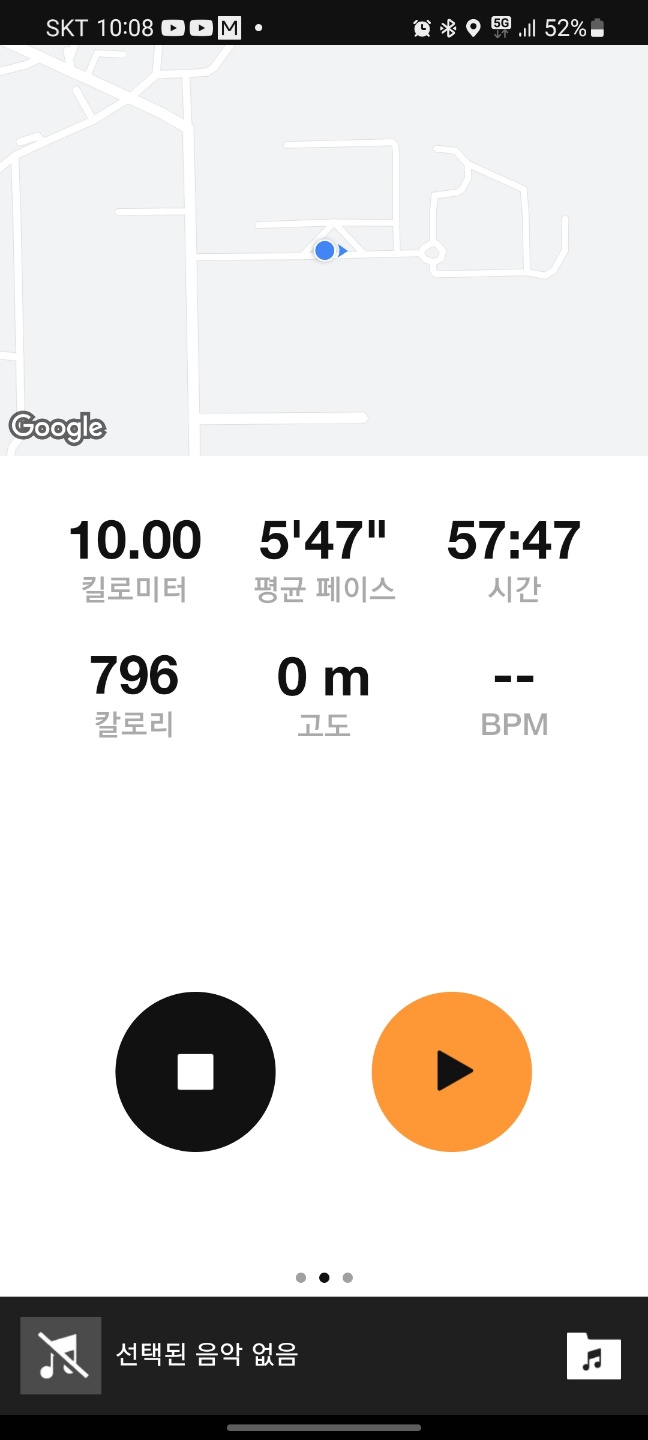 SKT 10:08 M 5G 52%
Google
10.00 5'47" 57:47
킬로미터 평균 페이스 시간
796 0 m --
칼로리 고도 BPM
선택된 음악 없음